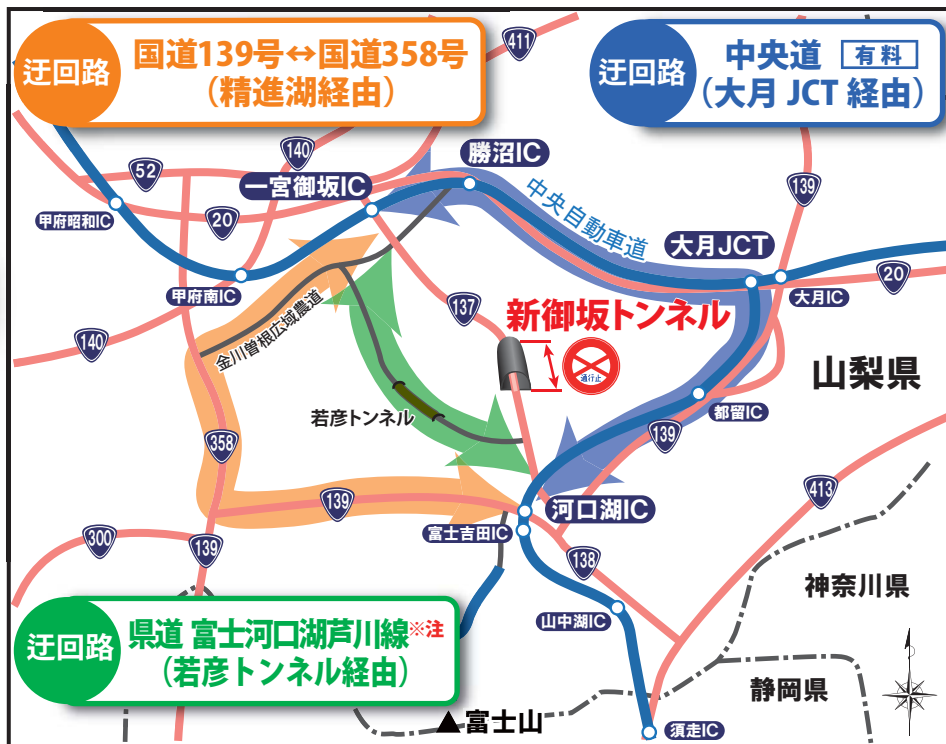 迂回路
国道139号↔国道358号
(精進湖経由)
迂回路
中央道 有料
(大月 JCT 経由)
411
52
140
勝沼IC
139
一宮御坂IC
中央自動車道
甲府昭和IC
20
大月JCT
20
甲府南IC
大月IC
137
新御坂トンネル
140
金川曽根広域農道
通行止
山梨県
若彦トンネル
都留IC
358
139
413
139
河口湖IC
300
139
富士吉田IC
138
神奈川県
迂回路
県道 富士河口湖芦川線※注
(若彦トンネル経由)
山中湖IC
静岡県
▲富士山
須走IC